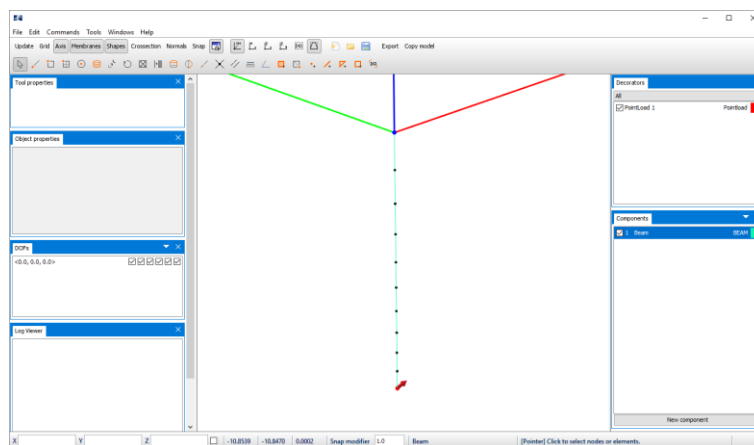 File Edit Commands Tools Windows Help
Update Grid Axis Membranes Shapes Crossection Normals Snap Export Copy model
Tool properties
Object properties
DOFs
<0.0, 0.0, 0.0>
Log Viewer
Decorators
All
PointLoad 1 Pointload
Components
1 Beam BEAM
New component
X Y Z -10.8539 -10.8470 0.0002 Snap modifier 1.0 Beam [Pointer] Click to select nodes or elements.